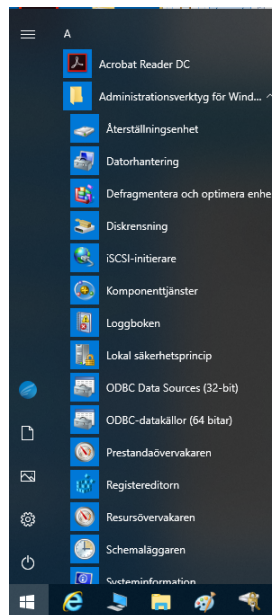 A
Acrobat Reader DC
Administrationsverktyg för Wind...
Återställningsenhet
Datorhantering
Defragmentera och optimera enhe
Diskrensning
iSCSI-initierare
Komponenttjänster
Loggboken
Lokal säkerhetsprincip
ODBC Data Sources (32-bit)
ODBC-datakällor (64 bitar)
Prestandaövervakaren
Registereditorn
Resursövervakaren
Schemaläggaren
Systeminformation